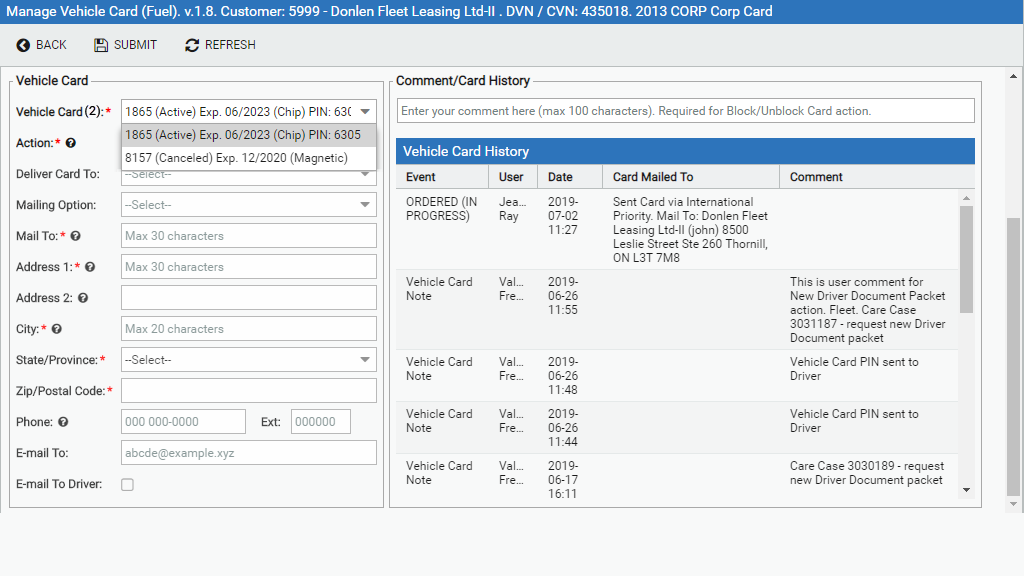 Manage Vehicle Card (Fuel). v.1.8. Customer: 5999 - Donlen Fleet Leasing Ltd-II . DVN / CVN: 435018. 2013 CORP Corp Card
BACK SUBMIT REFRESH
Vehicle Card
Vehicle Card(2):* 1865 (Active) Exp. 06/2023 (Chip) PIN: 630
1865 (Active) Exp. 06/2023 (Chip) PIN: 6305
8157 (Canceled) Exp. 12/2020 (Magnetic)
Action:*
Deliver Card To: --Select--
Mailing Option: --Select--
Mail To:* Max 30 characters
Address 1:* Max 30 characters
Address 2:
City:* Max 20 characters
State/Province:* --Select--
Zip/Postal Code:*
Phone: 000 000-0000 Ext: 000000
E-mail To: abcde@example.xyz
E-mail To Driver:
Comment/Card History
Enter your comment here (max 100 characters). Required for Block/Unblock Card action.
Vehicle Card History
Event User Date Card Mailed To Comment
ORDERED (IN
PROGRESS)
Jea...
Ray
2019-
07-02
11:27
Sent Card via International
Priority. Mail To: Donlen Fleet
Leasing Ltd-II (john) 8500
Leslie Street Ste 260 Thornill,
ON L3T 7M8
Vehicle Card
Note
Val...
Fre...
2019-
06-26
11:55
This is user comment for
New Driver Document Packet
action. Fleet. Care Case
3031187 - request new Driver
Document packet
Vehicle Card
Note
Val...
Fre...
2019-
06-26
11:48
Vehicle Card PIN sent to
Driver
Vehicle Card
Note
Val...
Fre...
2019-
06-26
11:44
Vehicle Card PIN sent to
Driver
Vehicle Card
Note
Val...
Fre...
2019-
06-17
16:11
Care Case 3030189 - request
new Driver Document packet